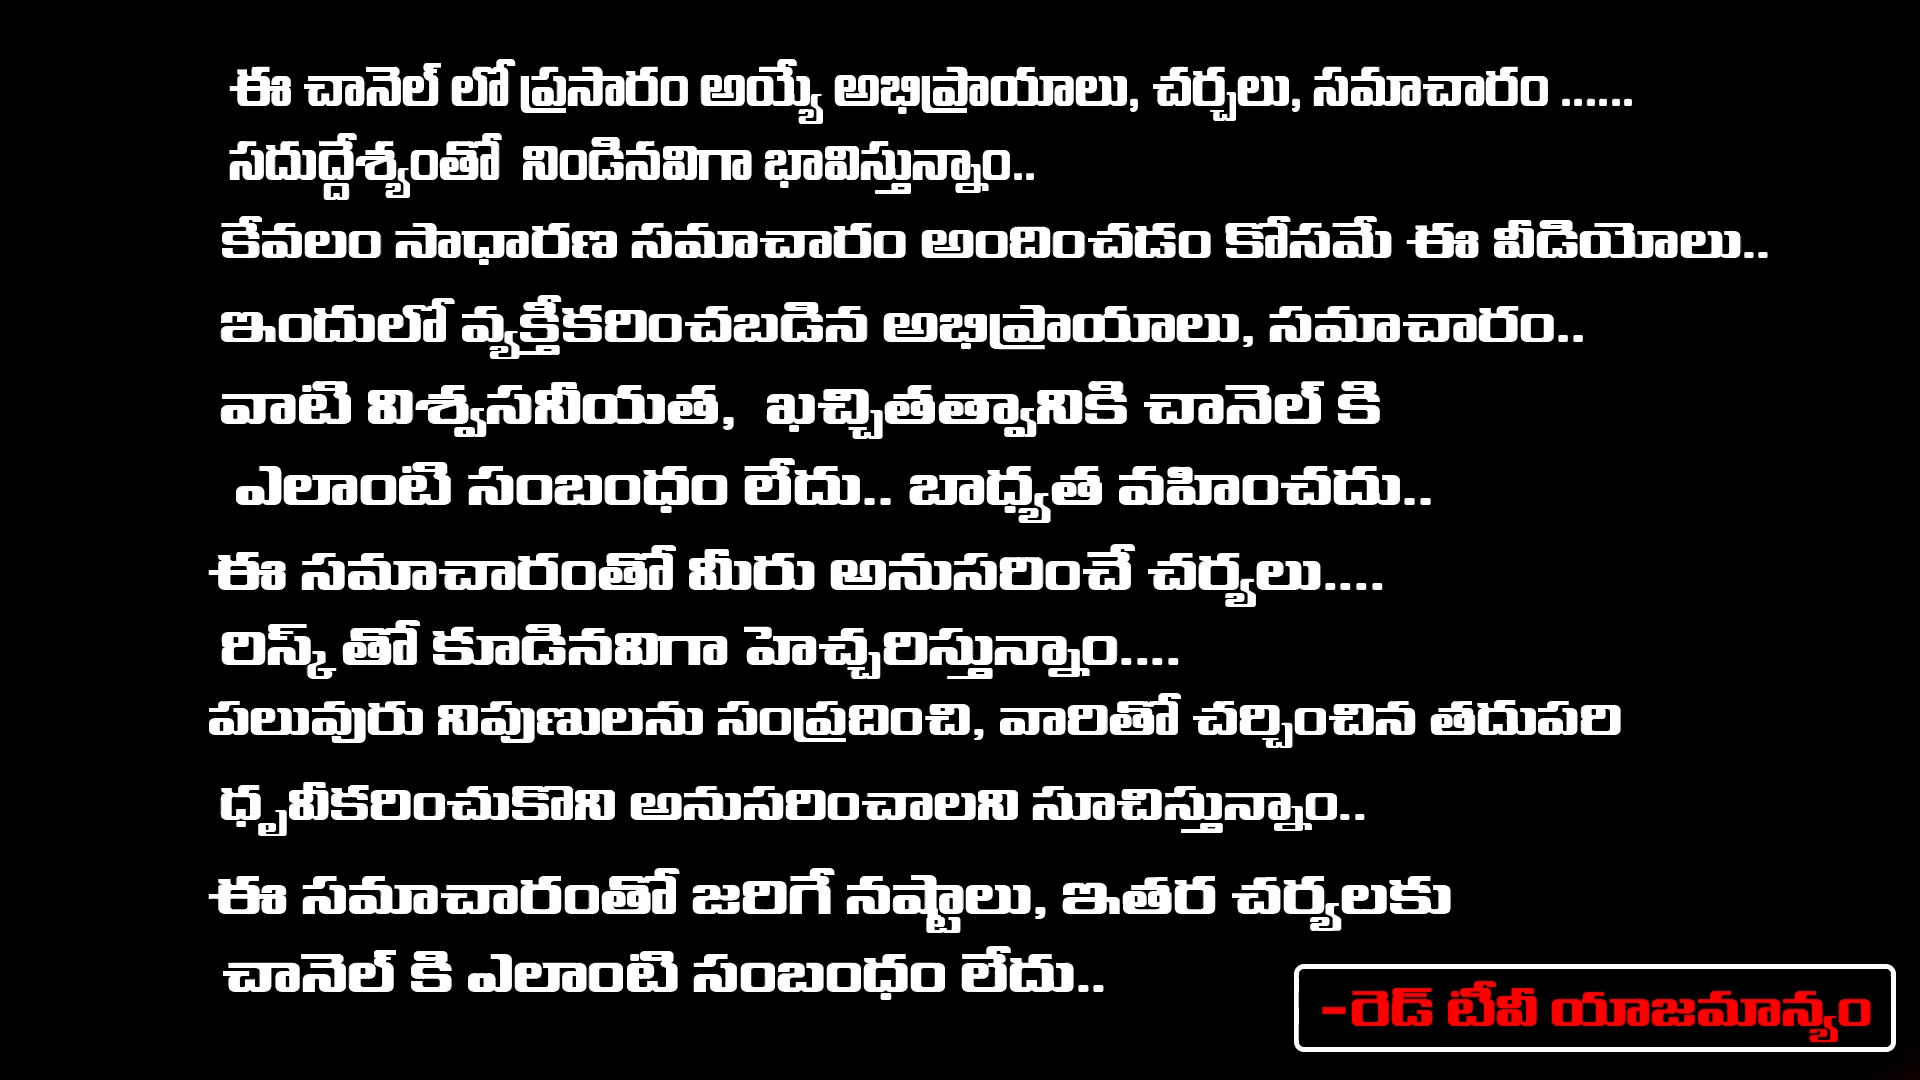 ఈ చానెల్ లో ప్రసారం అయ్యే అభిప్రాయాలు, చర్చలు, సమాచారం ......
సదుద్దేశ్యంతో నిండినవిగా భావిస్తున్నాం..
కేవలం సాధారణ సమాచారం అందించడం కోసమే ఈ వీడియోలు..
ఇందులో వ్యక్తీకరించబడిన అభిప్రాయాలు, సమాచారం..
వాటి విశ్వసనీయత, ఖచ్చితత్వానికి చానెల్ కి
ఎలాంటి సంబంధం లేదు.. బాధ్యత వహించదు..
ఈ సమాచారంతో మీరు అనుసరించే చర్యలు....
రిస్క్ తో కూడినవిగా హెచ్చరిస్తున్నాం....
పలువురు నిపుణులను సంప్రదించి, వారితో చర్చించిన తదుపరి
ధృవీకరించుకొని అనుసరించాలని సూచిస్తున్నాం..
ఈ సమాచారంతో జరిగే నష్టాలు, ఇతర చర్యలకు
చానెల్ కి ఎలాంటి సంబంధం లేదు..
-రెడ్ టీవీ యాజమాన్యం